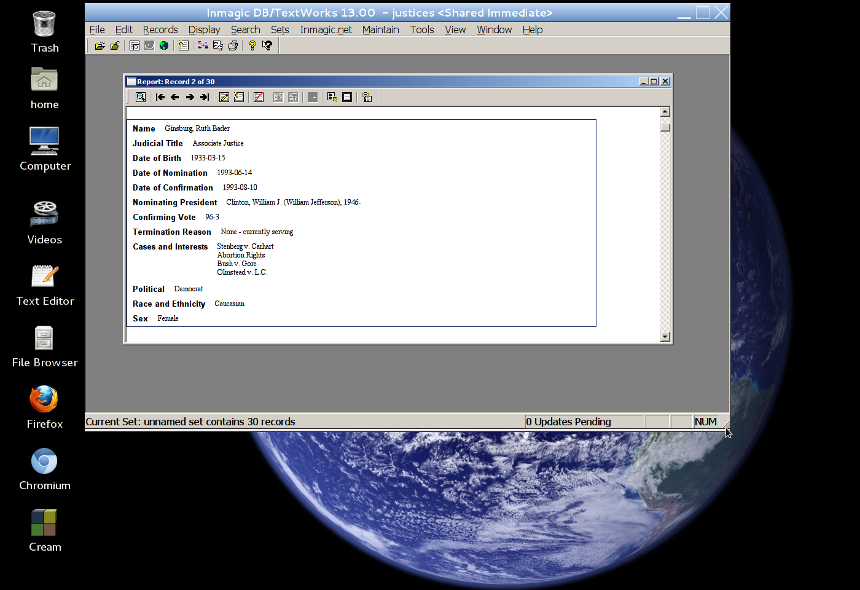 Inmagic DB/TextWorks 13.00 - justices <Shared Immediate>
File Edit Records Display Search Sets Inmagic.net Maintain Tools View Window Help
Report: Record 2 of 30
Name Ginsburg, Ruth Bader
Judicial Title Associate Justice
Date of Birth 1933-03-15
Date of Nomination 1993-06-14
Date of Confirmation 1993-08-10
Nominating President Clinton, William J. (William Jefferson), 1946-
Confirming Vote 96-3
Termination Reason None - currently serving
Cases and Interests Stenberg v. Carhart
Abortion Rights
Bush v. Gore
Olmstead v. L.C.
Political Democrat
Race and Ethnicity Caucasian
Sex Female
Current Set: unnamed set contains 30 records 0 Updates Pending NUM
Trash
home
Computer
Videos
Text Editor
File Browser
Firefox
Chromium
Cream